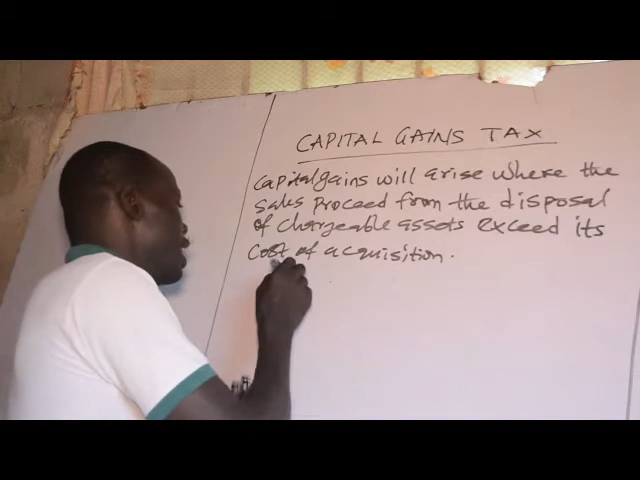 CAPITAL GAINS TAX
Capital gains will arise where the
sales proceed from the disposal
of chargeable assets exceed its
Cost of acquisition.